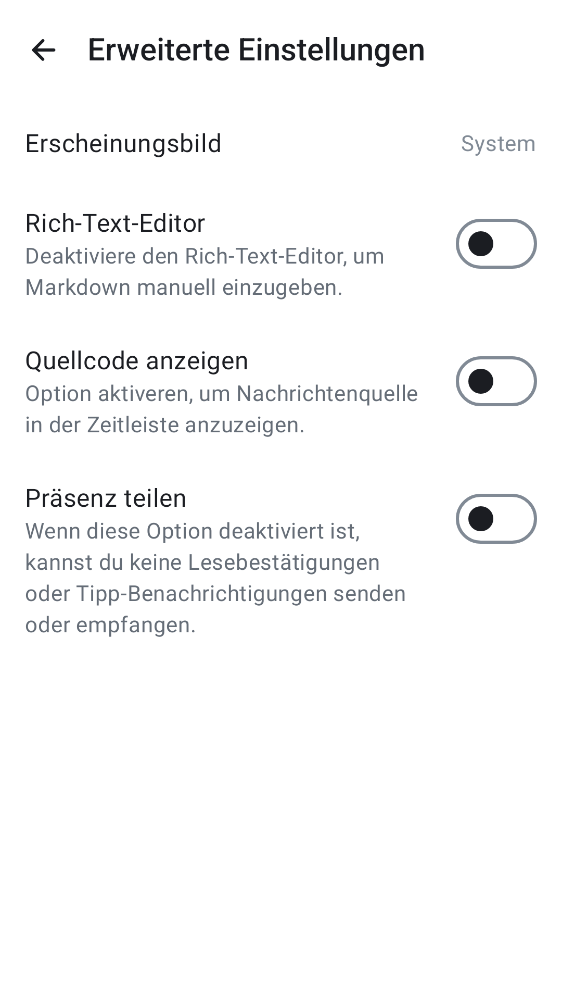 Erweiterte Einstellungen
Erscheinungsbild System
Rich-Text-Editor
Deaktiviere den Rich-Text-Editor, um
Markdown manuell einzugeben.
Quellcode anzeigen
Option aktiveren, um Nachrichtenquelle
in der Zeitleiste anzuzeigen.
Präsenz teilen
Wenn diese Option deaktiviert ist,
kannst du keine Lesebestätigungen
oder Tipp-Benachrichtigungen senden
oder empfangen.